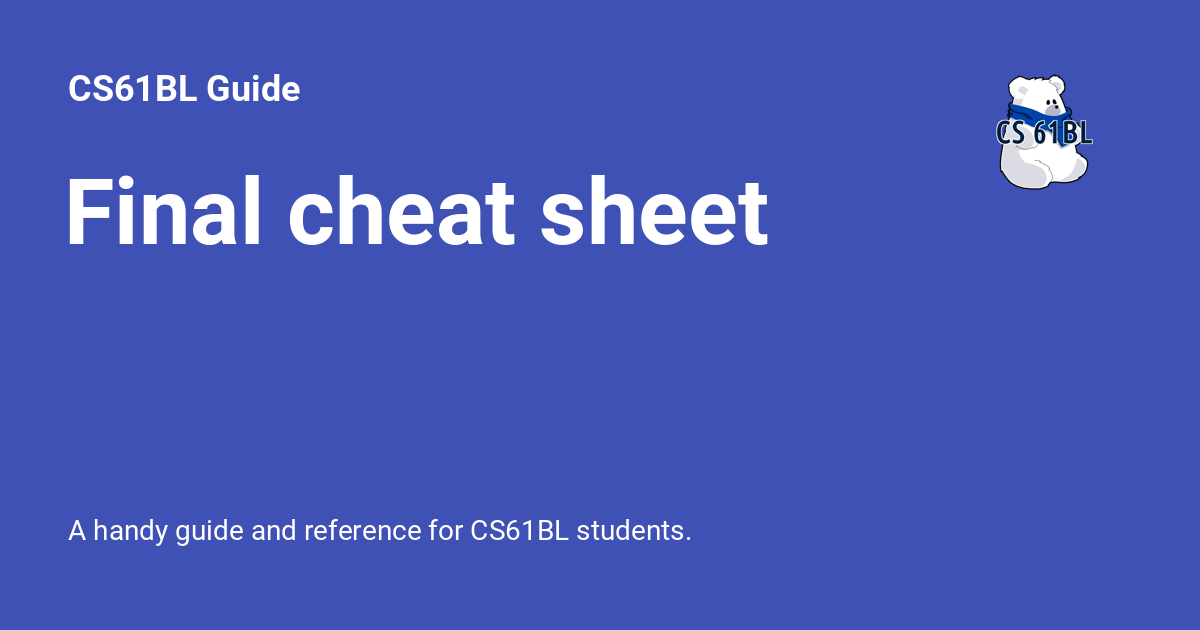 CS61BL Guide
CS 61BL
Final cheat sheet
A handy guide and reference for CS61BL students.